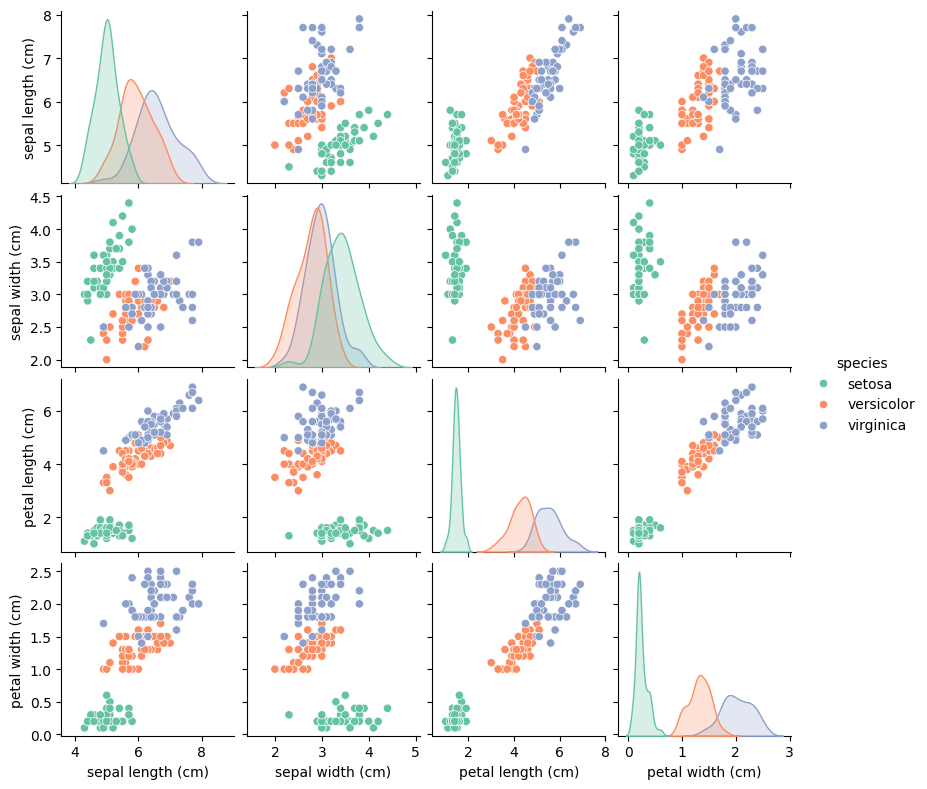 8
7
6
5
sepal length (cm)
4.5
4.0
3.5
3.0
2.5
2.0
sepal width (cm)
species
setosa
versicolor
virginica
6
4
2
petal length (cm)
2.5
2.0
1.5
1.0
0.5
0.0
petal width (cm)
4 6 8
2 3 4 5
2 4 6 8
0 1 2 3
sepal length (cm)
sepal width (cm)
petal length (cm)
petal width (cm)